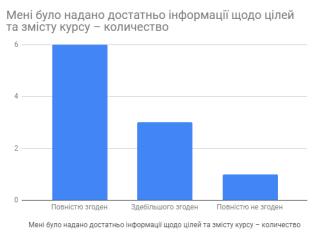 Мені було надано достатньо інформації щодо цілей
та змісту курсу – количество
6
4
2
0
Повністю згоден
Здебільшого згоден
Повністю не згоден
Мені було надано достатньо інформації щодо цілей та змісту курсу – количество